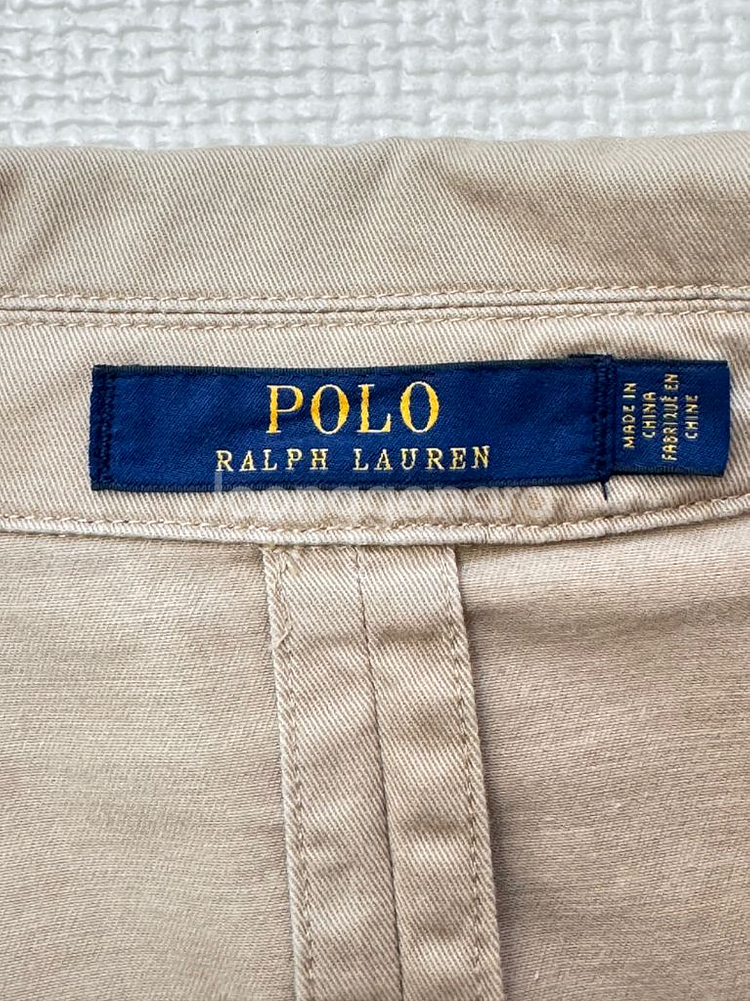 POLO
RALPH LAUREN
MADE IN
CHINA
FABRIQUÉ EN
CHINE